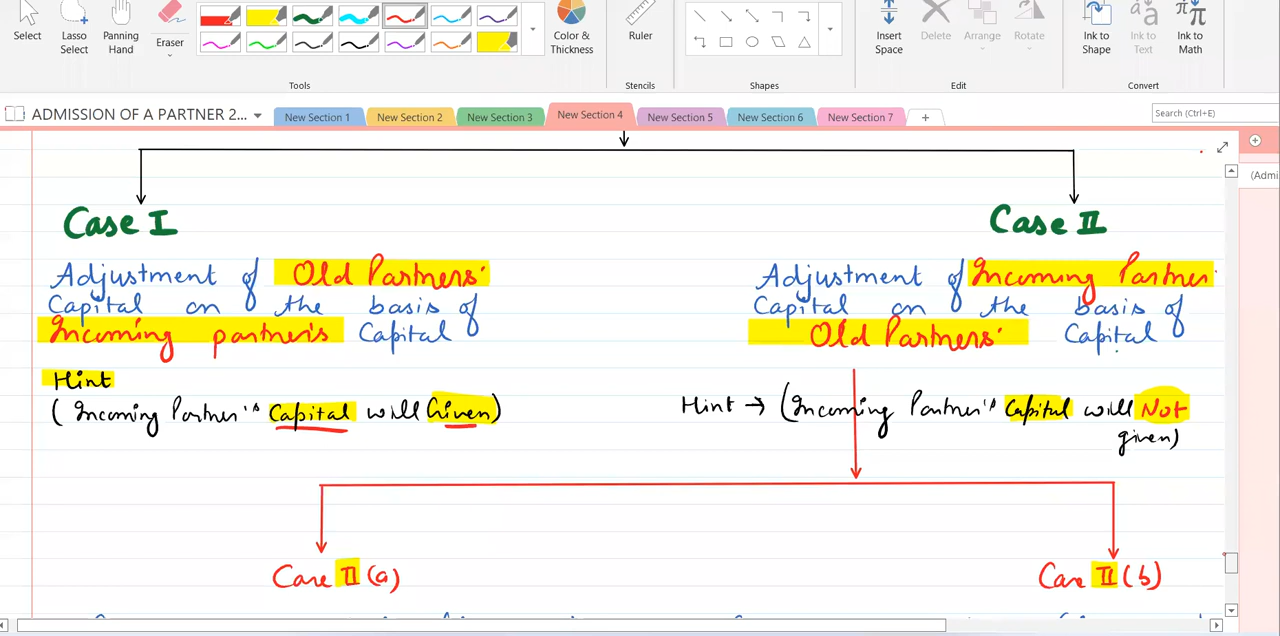 Select
Lasso Select
Panning Hand
Eraser
Color & Thickness
Ruler
Insert Space
Delete
Arrange
Rotate
Ink to Shape
Ink to Text
Ink to Math
Tools
Stencils
Shapes
Edit
Convert
ADMISSION OF A PARTNER 2...
New Section 1
New Section 2
New Section 3
New Section 4
New Section 5
New Section 6
New Section 7
Search (Ctrl+E)
(Admi
Case I
Adjustment of Old Partners'
Capital on the basis of
Incoming partner's Capital
Hint
(Incoming Partner's Capital will Given)
Case II
Adjustment of Incoming Partner
Capital on the basis of
Old Partners' Capital
Hint → (Incoming Partner's Capital will Not
given)
Case II (a)
Case II (b)